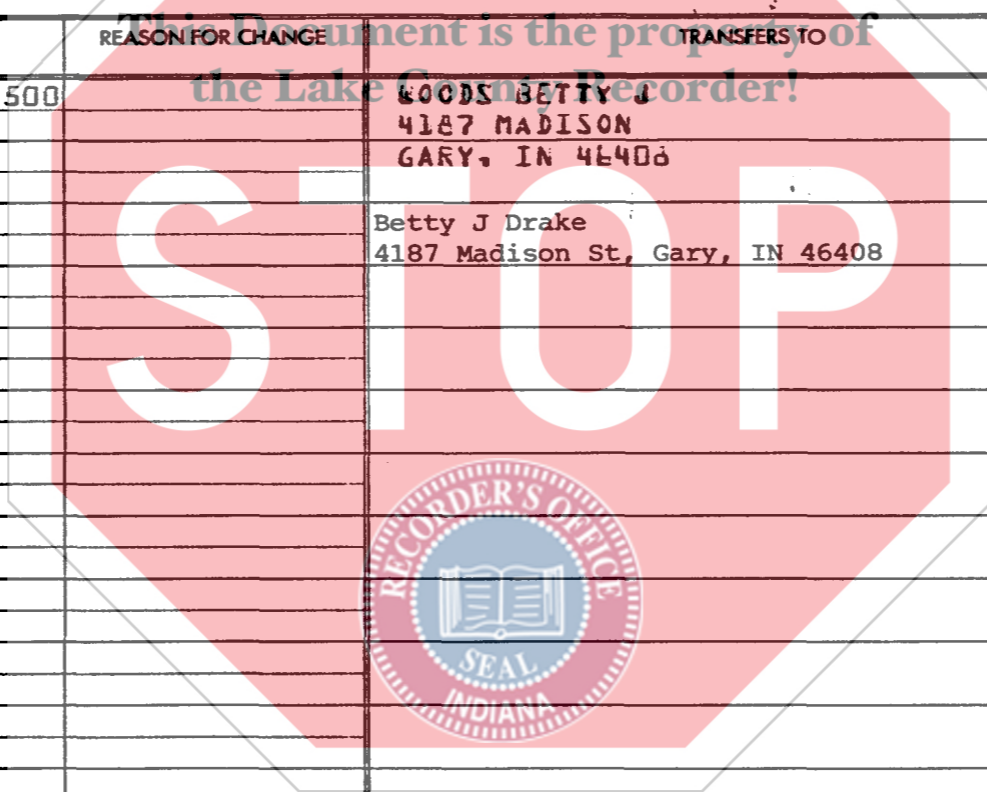 This Document is the property of
the Lake County Recorder!
REASON FOR CHANGE TRANSFERS TO
500 WOODS BETTY J
4187 MADISON
GARY, IN 46408
Betty J Drake
4187 Madison St, Gary, IN 46408
STOP
RECORDER'S OFFICE
SEAL
INDIANA